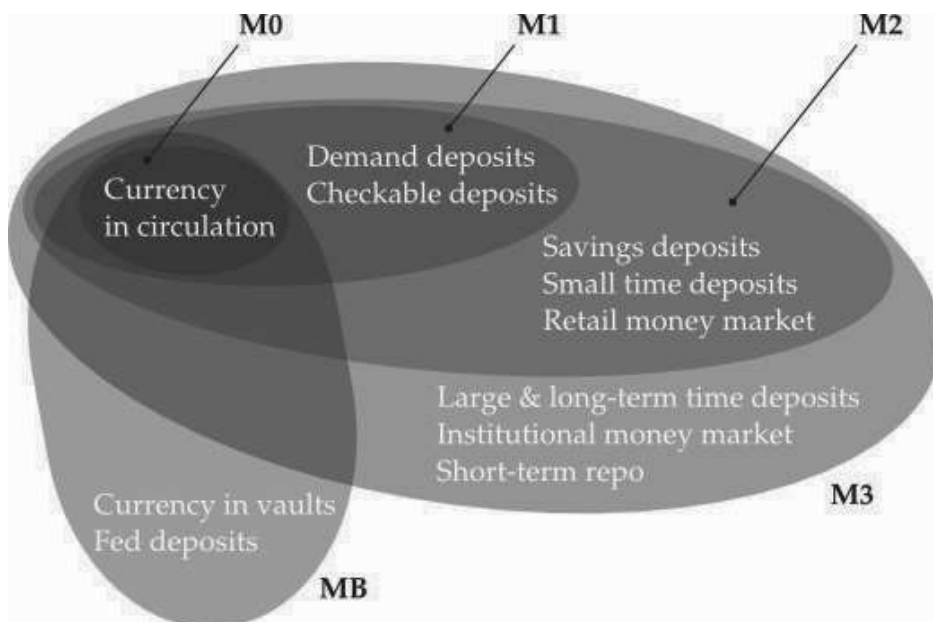 M0
M1
M2
Demand deposits
Checkable deposits
Currency
in circulation
Savings deposits
Small time deposits
Retail money market
Large & long-term time deposits
Institutional money market
Short-term repo
M3
Currency in vaults
Fed deposits
MB